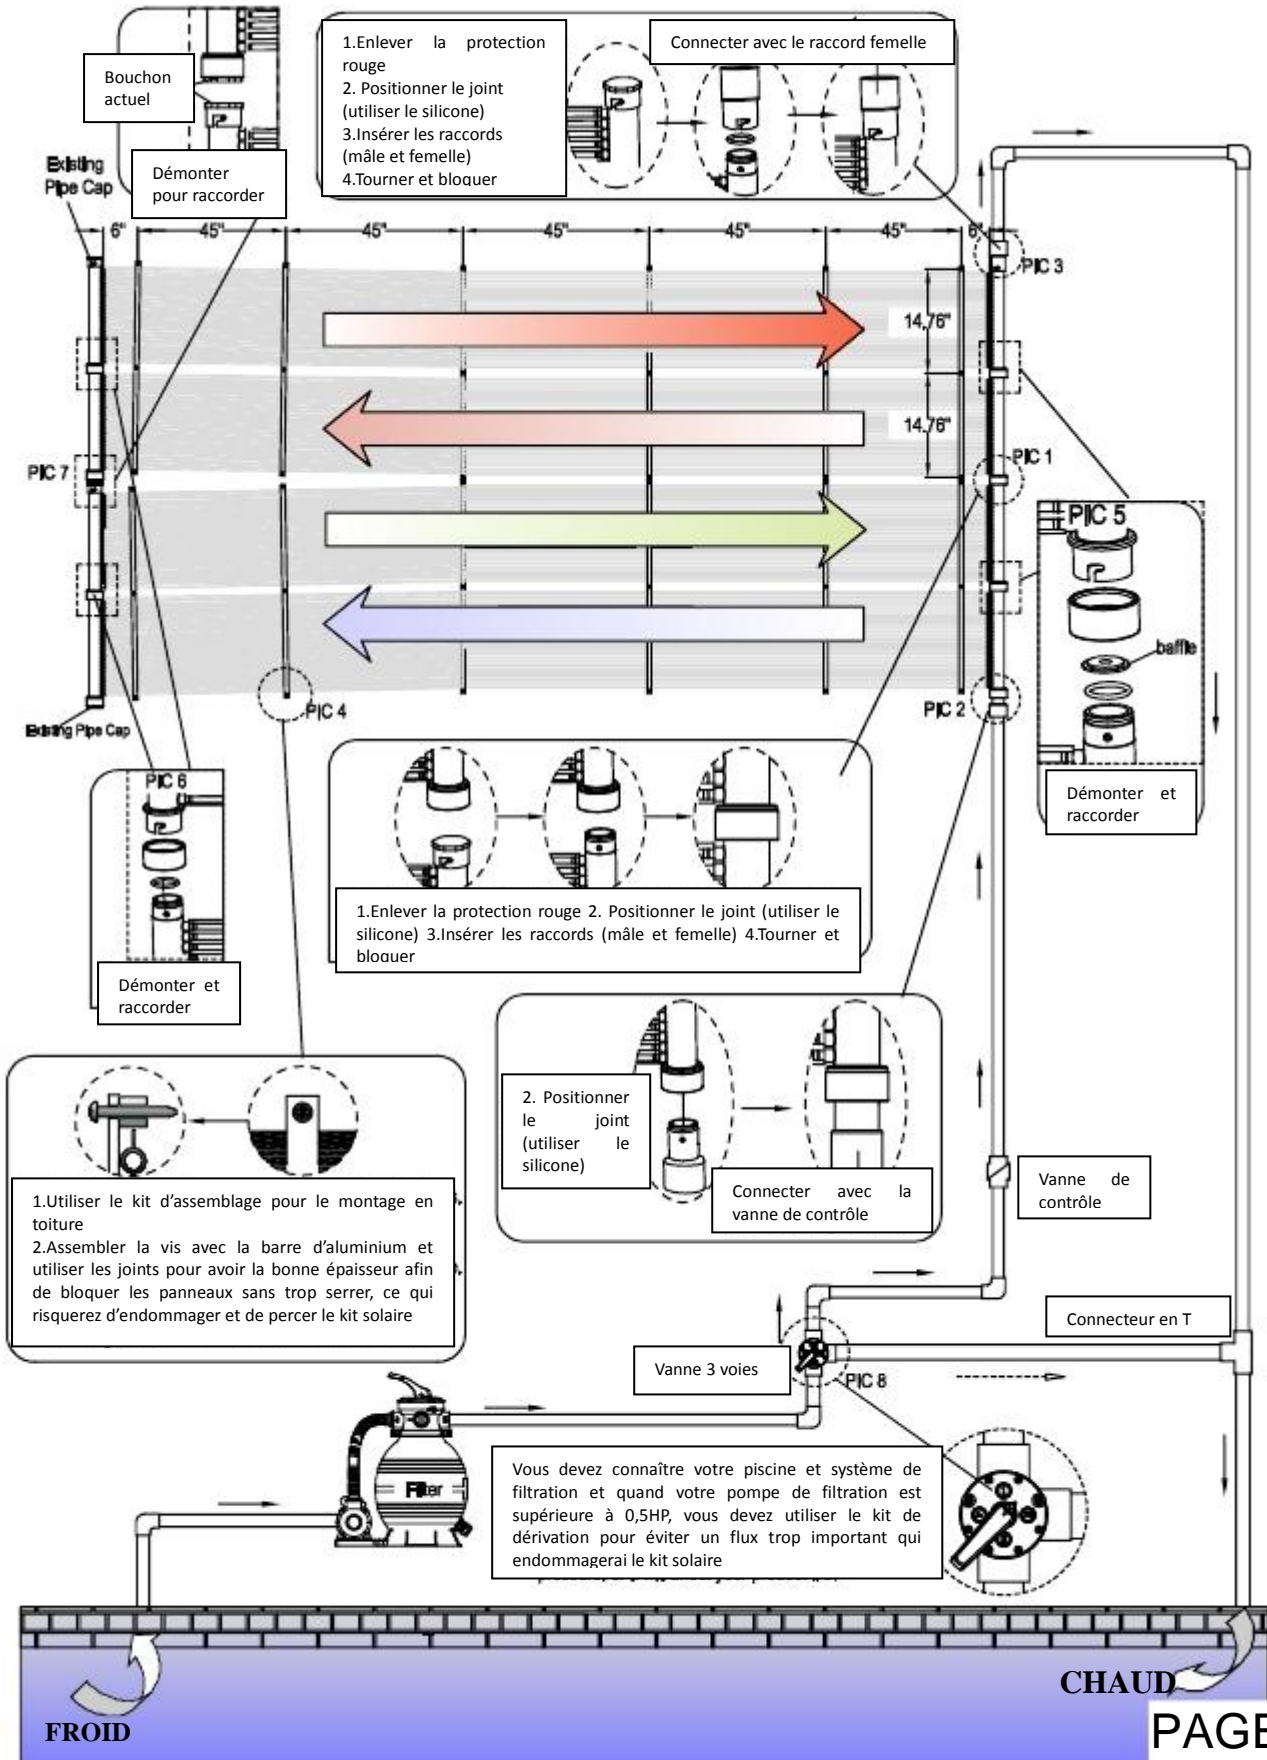 1.Enlever la protection
rouge
2. Positionner le joint
(utiliser le silicone)
3.Insérer les raccords
(mâle et femelle)
4.Tourner et bloquer
Connecter avec le raccord femelle
Bouchon
actuel
Démonter
pour raccorder
Existing
Pipe Cap
6" 45" 45" 45" 45" 45" 6"
PIC 3
14.76"
14.76"
PIC 7
PIC 1
PIC 5
baffle
Démonter et
raccorder
PIC 4
PIC 2
Existing Pipe Cap
PIC 6
Démonter et
raccorder
1.Enlever la protection rouge 2. Positionner le joint (utiliser le
silicone) 3.Insérer les raccords (mâle et femelle) 4.Tourner et
bloquer
2. Positionner
le joint
(utiliser le
silicone)
Connecter avec la
vanne de contrôle
Vanne de
contrôle
1.Utiliser le kit d’assemblage pour le montage en
toiture
2.Assembler la vis avec la barre d’aluminium et
utiliser les joints pour avoir la bonne épaisseur afin
de bloquer les panneaux sans trop serrer, ce qui
risquerez d’endommager et de percer le kit solaire
Connecteur en T
Vanne 3 voies
PIC 8
Filter
Vous devez connaître votre piscine et système de
filtration et quand votre pompe de filtration est
supérieure à 0,5HP, vous devez utiliser le kit de
dérivation pour éviter un flux trop important qui
endommagerai le kit solaire
CHAUD
FROID
PAGE